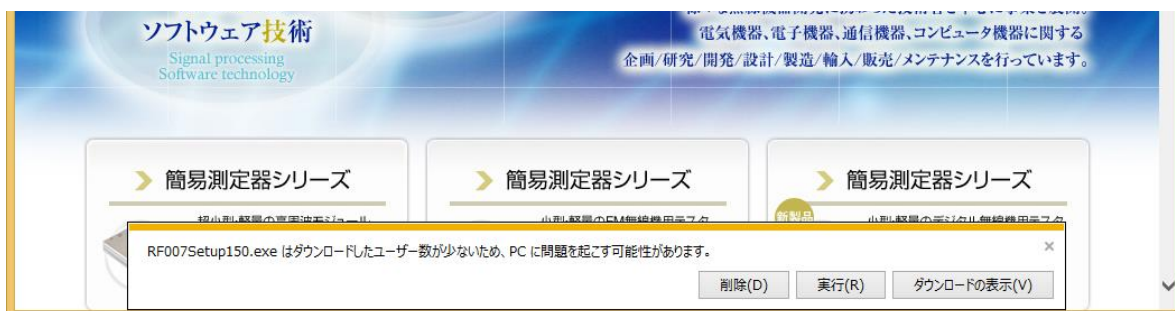 ソフトウェア技術
Signal processing
Software technology
電気機器、電子機器、通信機器、コンピュータ機器に関する
企画/研究/開発/設計/製造/輸入/販売/メンテナンスを行っています。
簡易測定器シリーズ
簡易測定器シリーズ
簡易測定器シリーズ
新製品
RF007Setup150.exe はダウンロードしたユーザー数が少ないため、PC に問題を起こす可能性があります。
×
削除(D)
実行(R)
ダウンロードの表示(V)